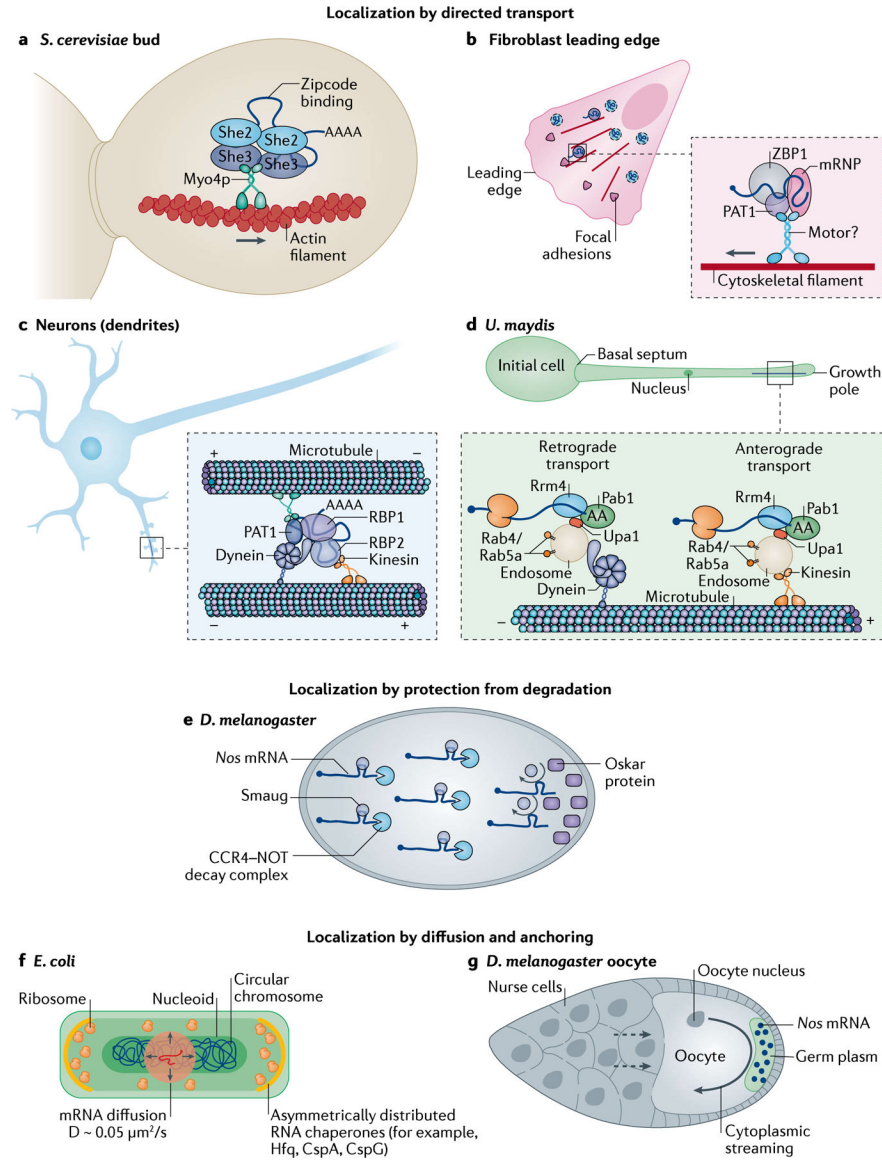 Localization by directed transport
a S. cerevisiae bud
Zipcode
binding
AAAA
She2
She2
She3
She3
Myo4p
Actin
filament
b Fibroblast leading edge
Leading
edge
Focal
adhesions
ZBP1
mRNP
PAT1
Motor?
Cytoskeletal filament
c Neurons (dendrites)
Microtubule
+
–
AAAA
RBP1
PAT1
RBP2
Dynein
Kinesin
–
+
d U. maydis
Initial cell
Basal septum
Nucleus
Growth
pole
Retrograde
transport
Rrm4
Pab1
AA
Rab4/
Rab5a
Upa1
Endosome
Dynein
Anterograde
transport
Rrm4
Pab1
AA
Rab4/
Rab5a
Upa1
Endosome
Kinesin
Microtubule
–
+
Localization by protection from degradation
e D. melanogaster
Nos mRNA
Smaug
CCR4–NOT
decay complex
Oskar
protein
Localization by diffusion and anchoring
f E. coli
Ribosome
Nucleoid
Circular
chromosome
mRNA diffusion
D ~ 0.05 µm²/s
Asymmetrically distributed
RNA chaperones (for example,
Hfq, CspA, CspG)
g D. melanogaster oocyte
Nurse cells
Oocyte nucleus
Oocyte
Nos mRNA
Germ plasm
Cytoplasmic
streaming